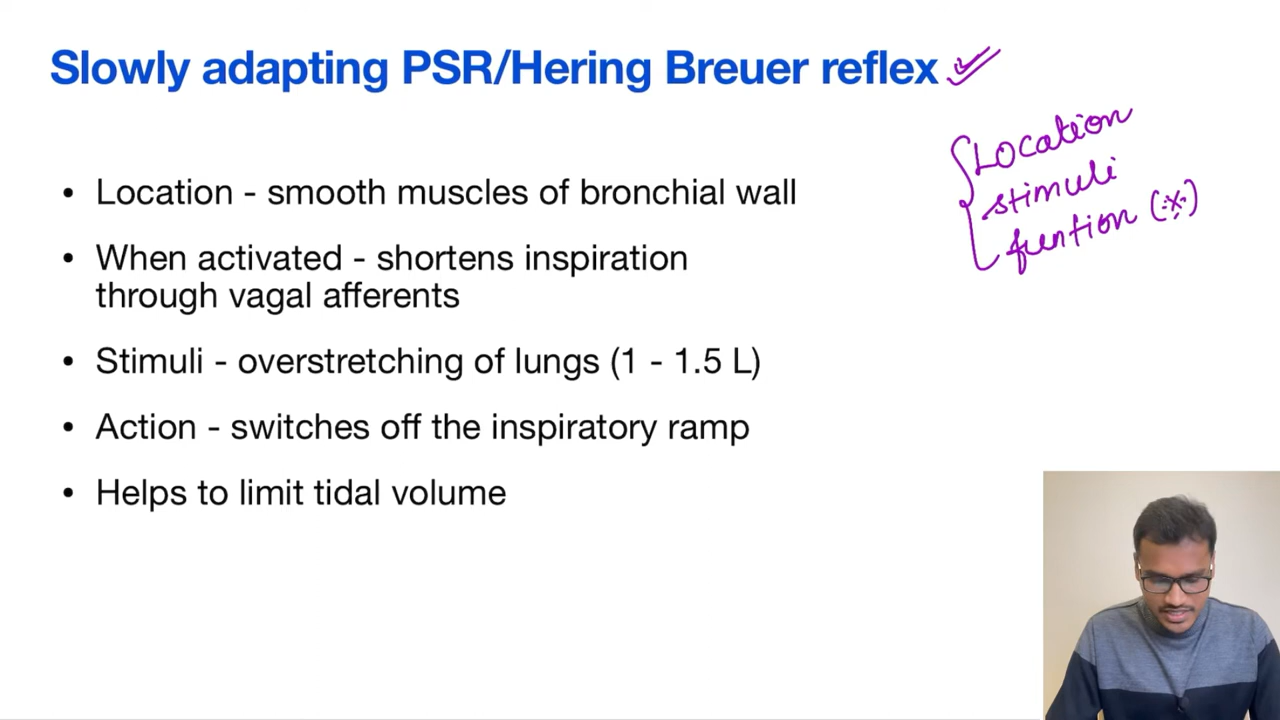 Slowly adapting PSR/Hering Breuer reflex
Location
stimuli
funtion (※)
• Location - smooth muscles of bronchial wall
• When activated - shortens inspiration
through vagal afferents
• Stimuli - overstretching of lungs (1 - 1.5 L)
• Action - switches off the inspiratory ramp
• Helps to limit tidal volume